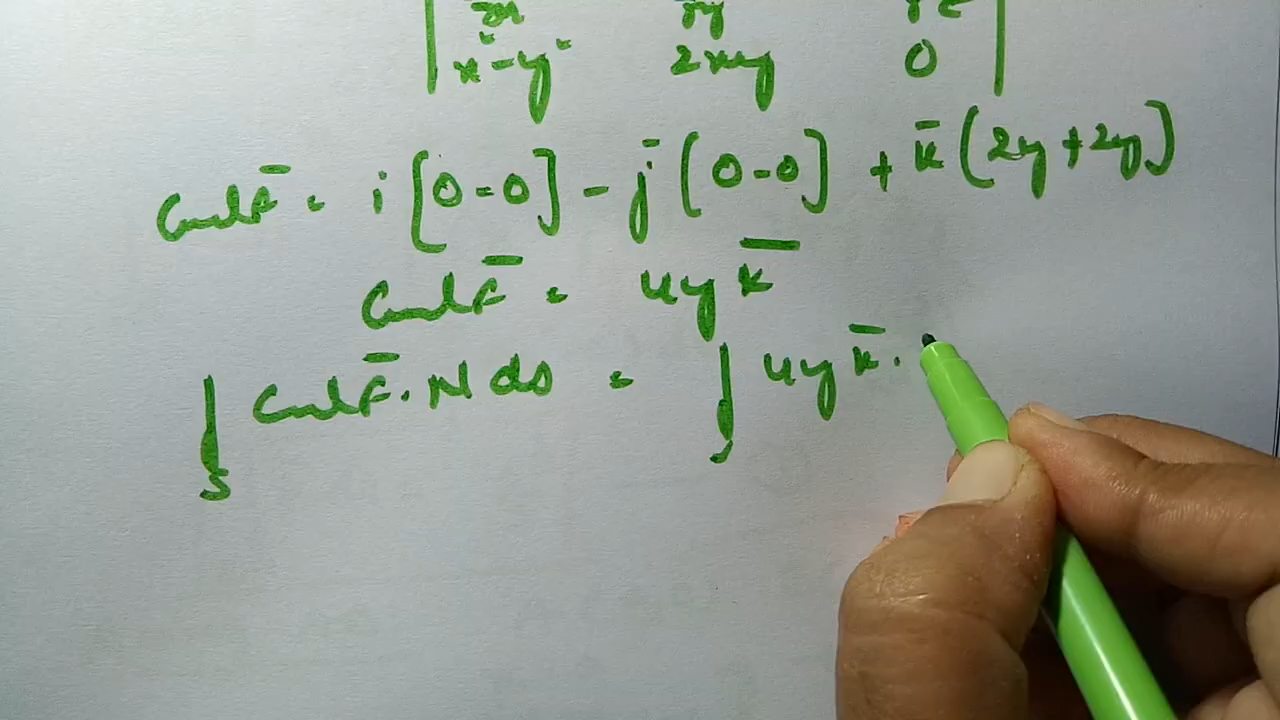 x²-y² 2xy 0
Curl F̄ = i [0-0] - j̄ [0-0] + k̄ (2y+2y)
Curl F̄ = 4y k̄
∫s Curl F̄ . N ds = ∫s 4y k̄ .